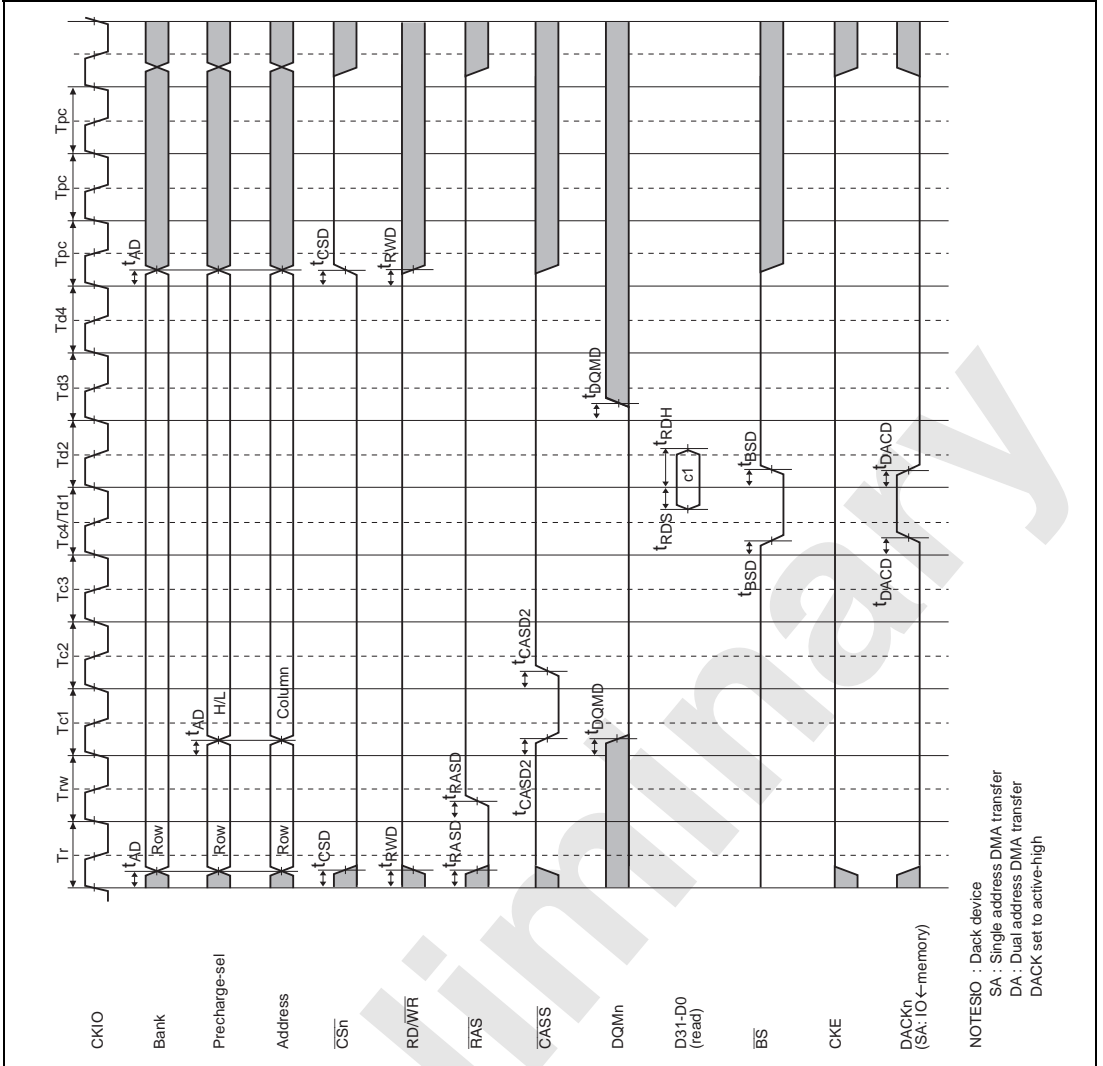 Tr Trw Tc1 Tc2 Tc3 Tc4/Td1 Td2 Td3 Td4 Tpc Tpc Tpc
CKIO
Bank tAD Row tAD
Precharge-sel Row tAD H/L
Address Row Column
CSn tCSD tCSD
RD/WR tRWD tRWD
RAS tRASD tRASD
CASS tCASD2 tCASD2
DQMn tDQMD tDQMD
D31-D0
(read) tRDS c1 tRDH
BS tBSD tBSD
CKE
DACKn
(SA: IO ← memory) tDACD tDACD
NOTESIO : Dack device
SA : Single address DMA transfer
DA : Dual address DMA transfer
DACK set to active-high
liminary